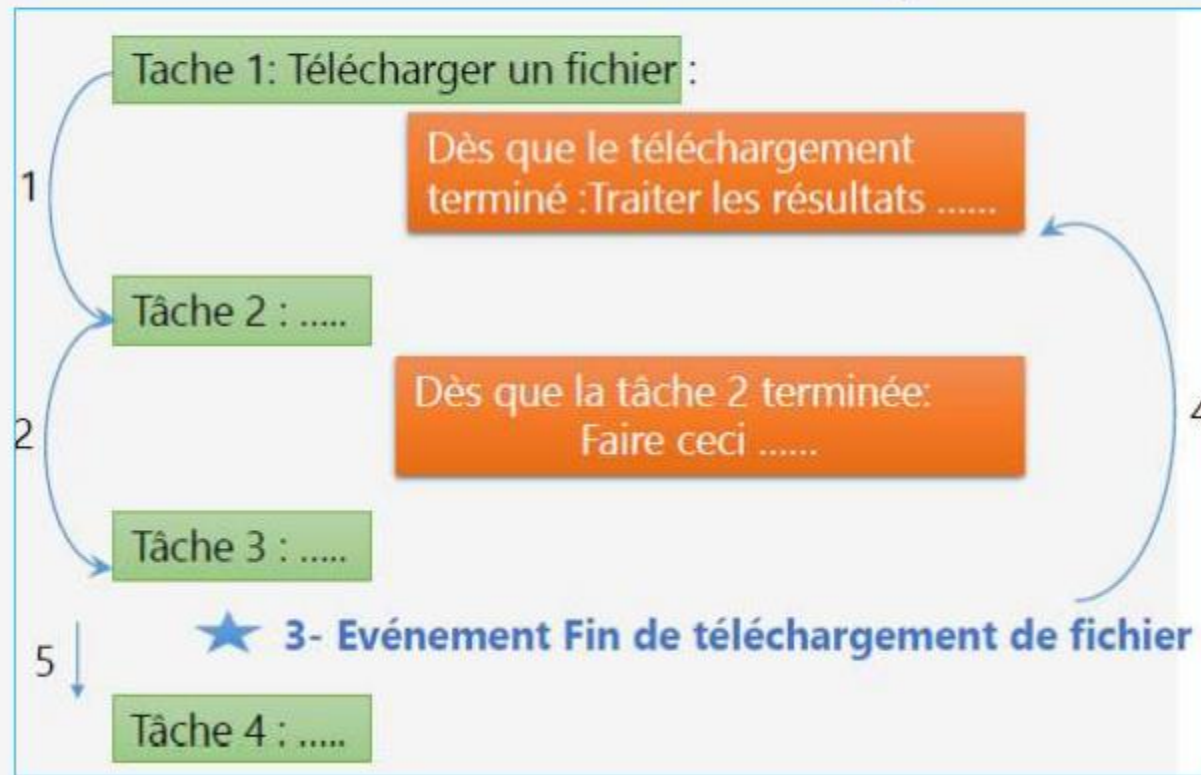 Tache 1: Télécharger un fichier :
Dès que le téléchargement
terminé :Traiter les résultats ......
1
Tâche 2 : .....
Dès que la tâche 2 terminée:
Faire ceci ......
2
4
Tâche 3 : .....
3- Evénement Fin de téléchargement de fichier
5
Tâche 4 : .....